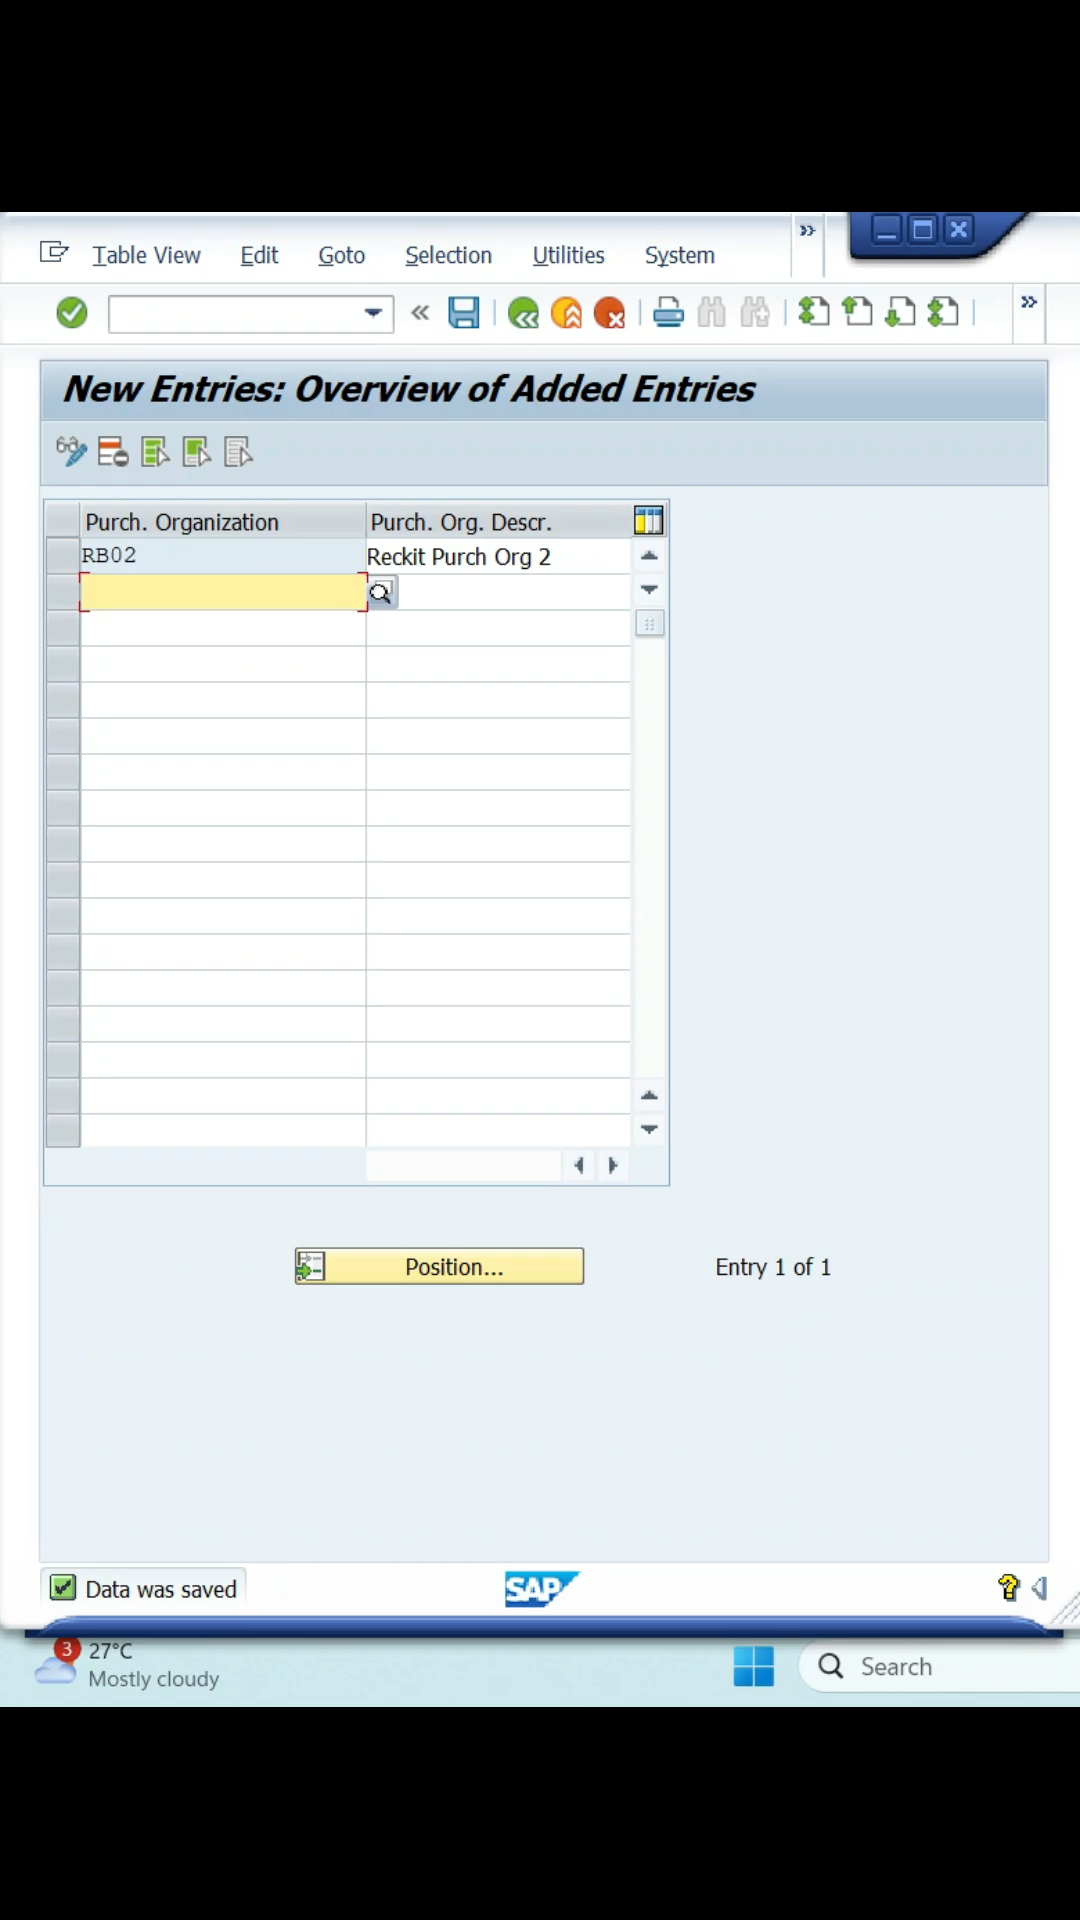 Table View Edit Goto Selection Utilities System
New Entries: Overview of Added Entries
Purch. Organization Purch. Org. Descr.
RB02 Reckit Purch Org 2
Position... Entry 1 of 1
Data was saved SAP
3 27°C
Mostly cloudy
Search